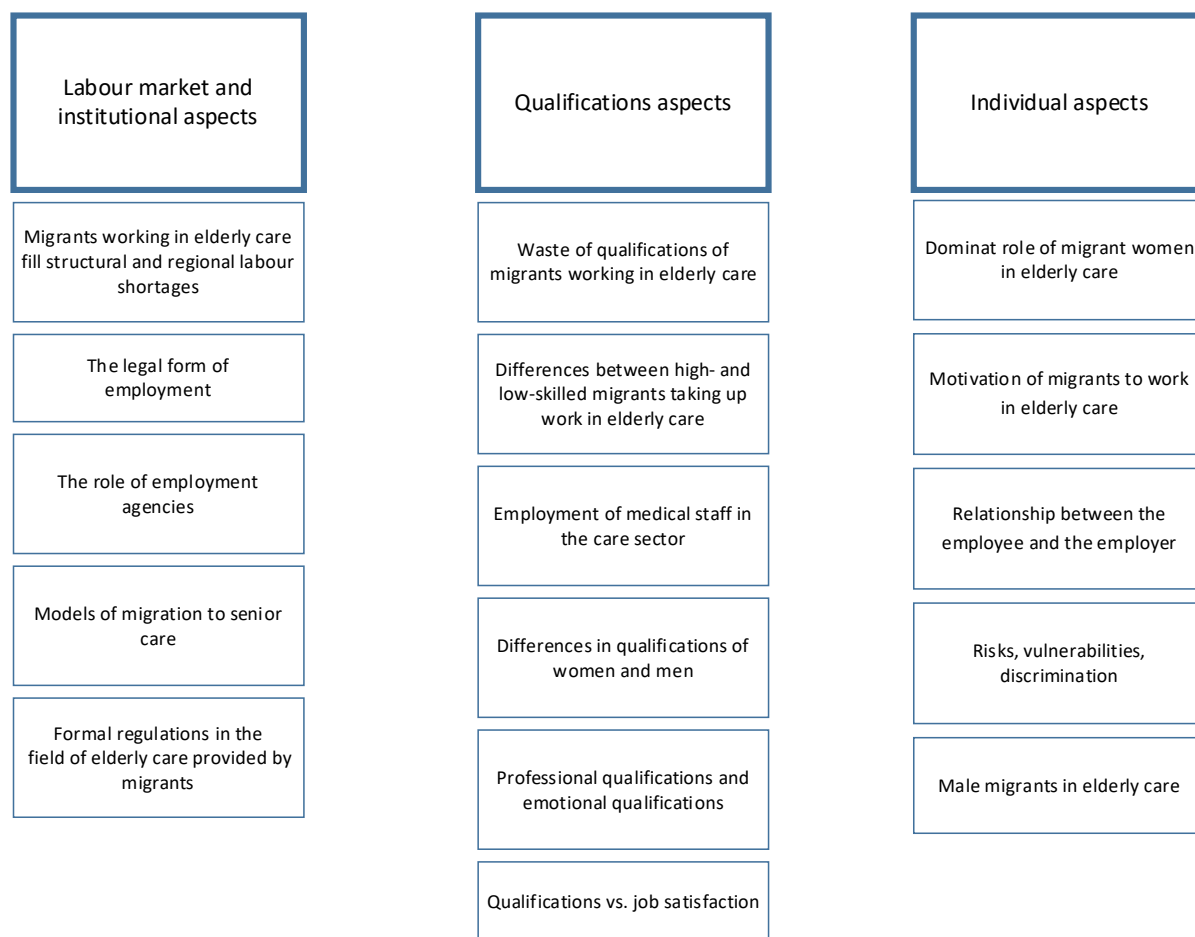 Labour market and
institutional aspects
Migrants working in elderly care
fill structural and regional labour
shortages
The legal form of
employment
The role of employment
agencies
Models of migration to senior
care
Formal regulations in the
field of elderly care provided by
migrants
Qualifications aspects
Waste of qualifications of
migrants working in elderly care
Differences between high- and
low-skilled migrants taking up
work in elderly care
Employment of medical staff in
the care sector
Differences in qualifications of
women and men
Professional qualifications and
emotional qualifications
Qualifications vs. job satisfaction
Individual aspects
Dominat role of migrant women
in elderly care
Motivation of migrants to work
in elderly care
Relationship between the
employee and the employer
Risks, vulnerabilities,
discrimination
Male migrants in elderly care